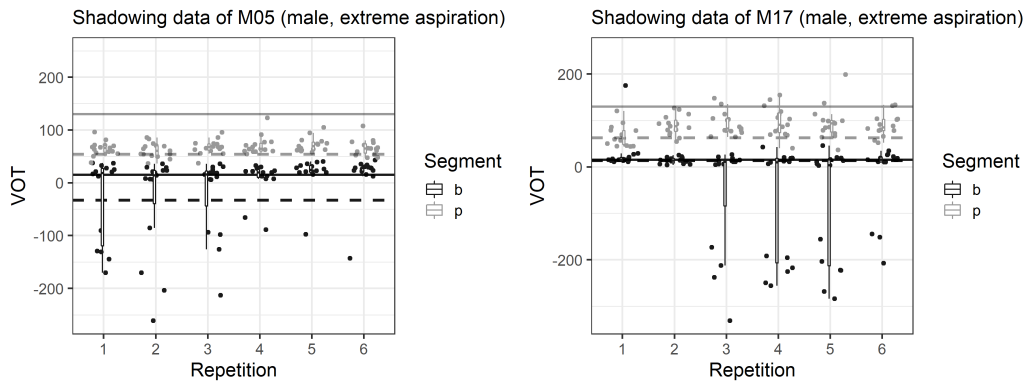 Shadowing data of M05 (male, extreme aspiration)
200
100
0
-100
-200
VOT
1 2 3 4 5 6
Repetition
Segment
b
p
Shadowing data of M17 (male, extreme aspiration)
200
0
-200
VOT
1 2 3 4 5 6
Repetition
Segment
b
p